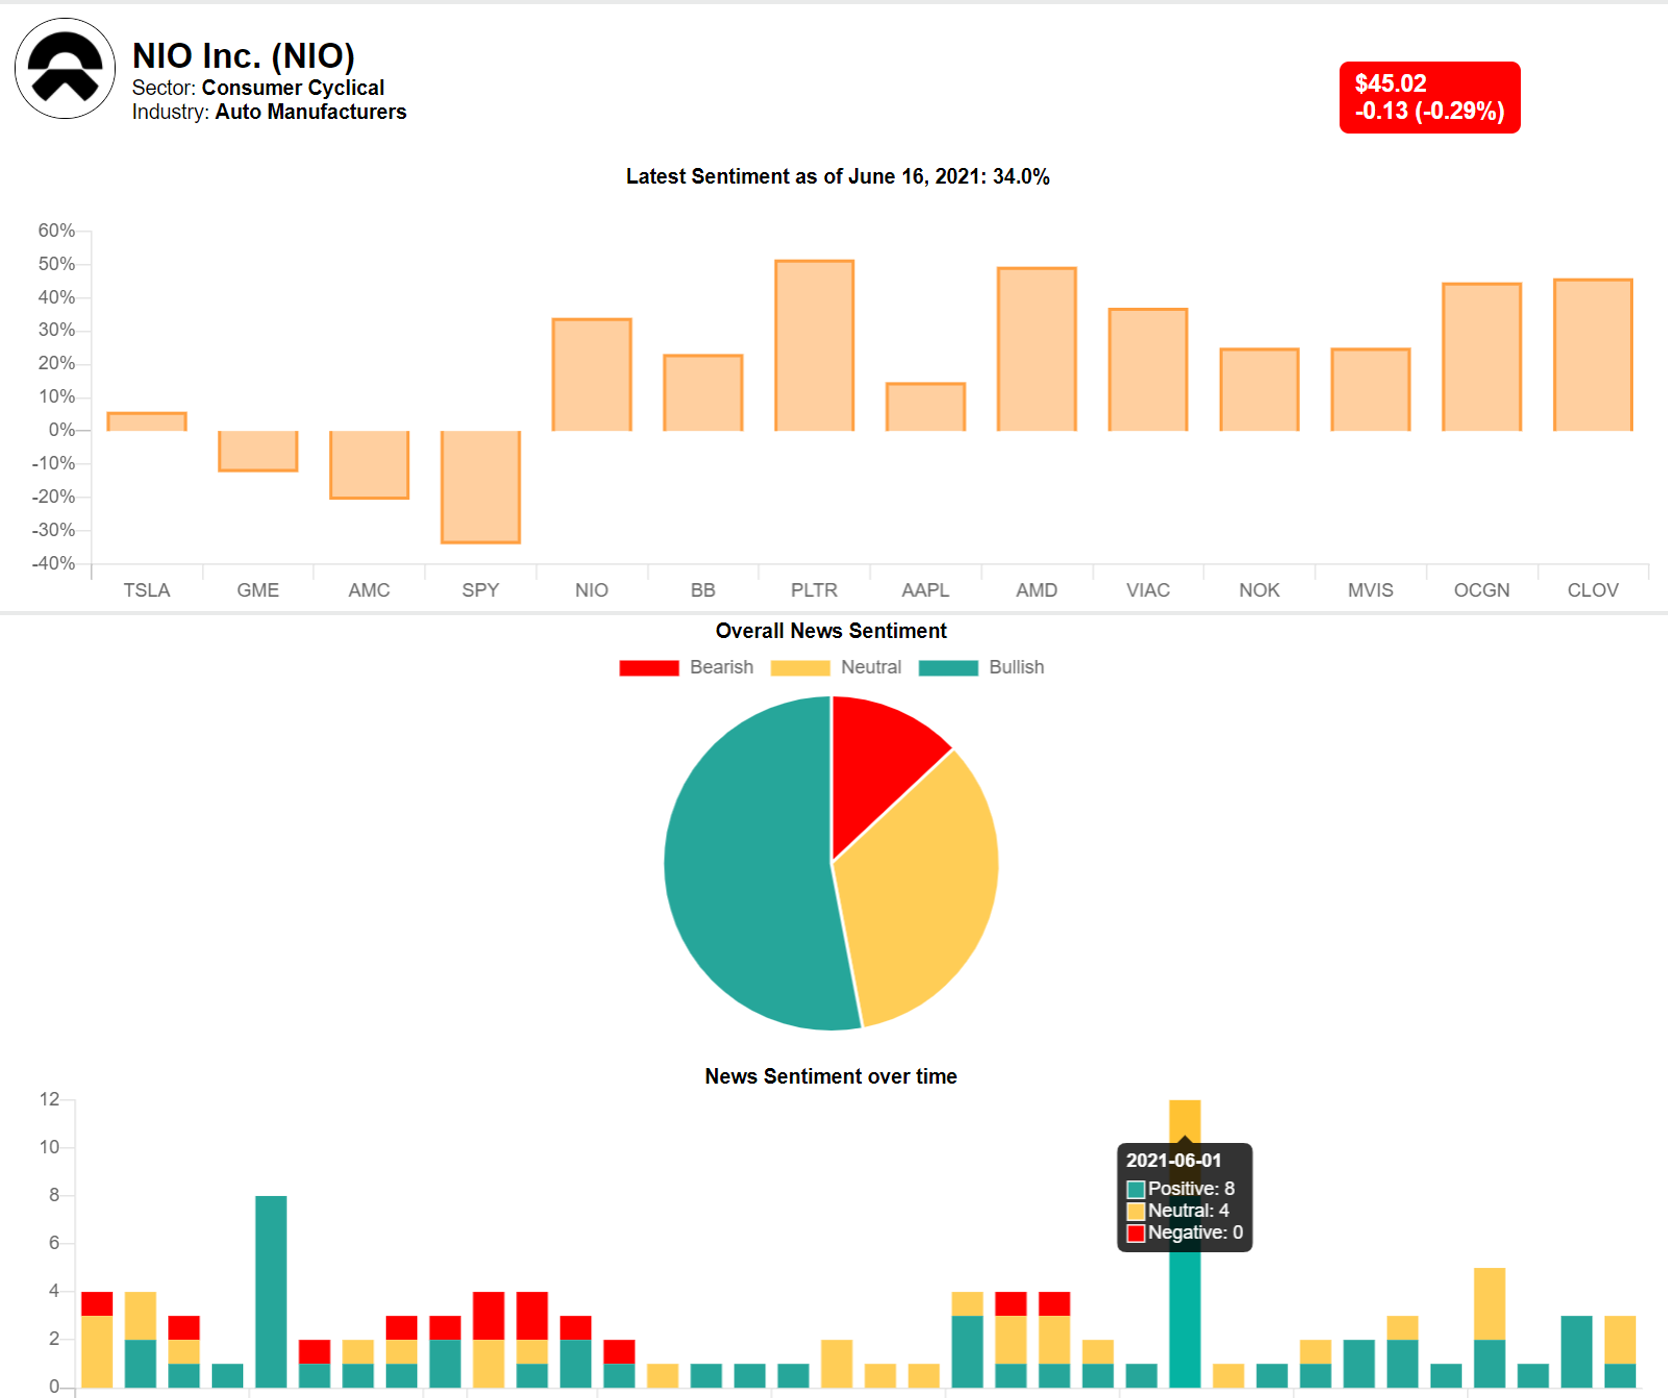 NIO Inc. (NIO)
Sector: Consumer Cyclical
Industry: Auto Manufacturers
$45.02
-0.13 (-0.29%)
Latest Sentiment as of June 16, 2021: 34.0%
60%
50%
40%
30%
20%
10%
0%
-10%
-20%
-30%
-40%
TSLA GME AMC SPY NIO BB PLTR AAPL AMD VIAC NOK MVIS OCGN CLOV
Overall News Sentiment
Bearish Neutral Bullish
News Sentiment over time
12
10
8
6
4
2
0
2021-06-01
Positive: 8
Neutral: 4
Negative: 0